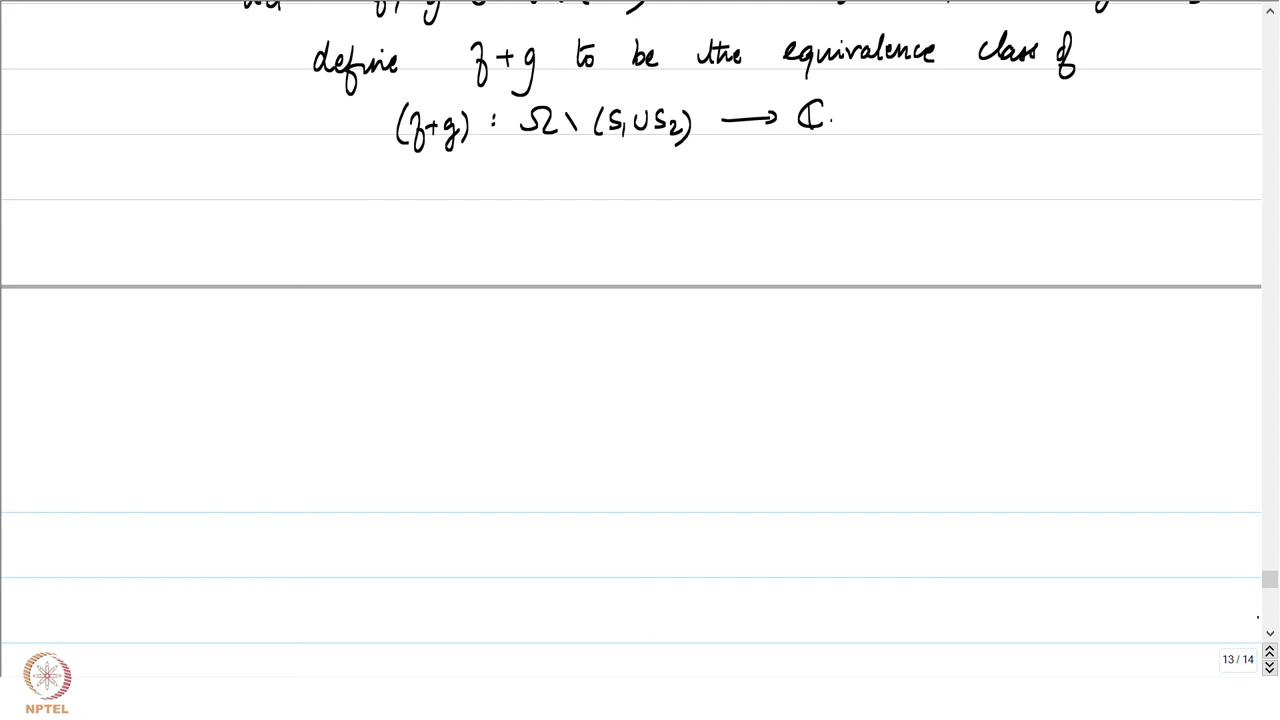 define f+g to be the equivalence class of
(f+g) : Ω \ (S₁ ∪ S₂) ⟶ ℂ.
13 / 14
NPTEL